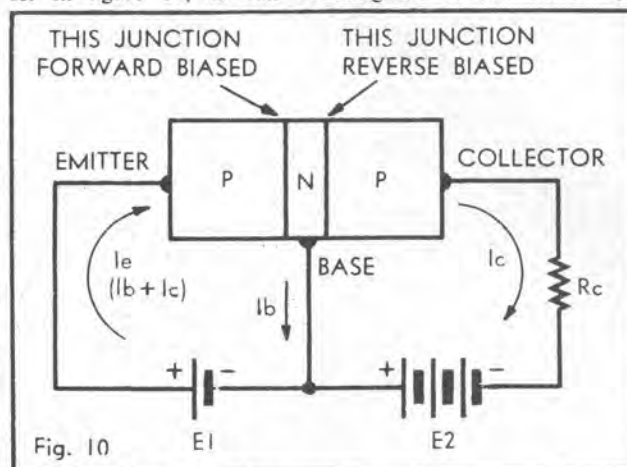 THIS JUNCTION
FORWARD BIASED
THIS JUNCTION
REVERSE BIASED
EMITTER
P
N
P
COLLECTOR
BASE
Ie
(Ib + Ic)
Ib
Ic
Rc
+
-
+
-
E1
E2
Fig. 10